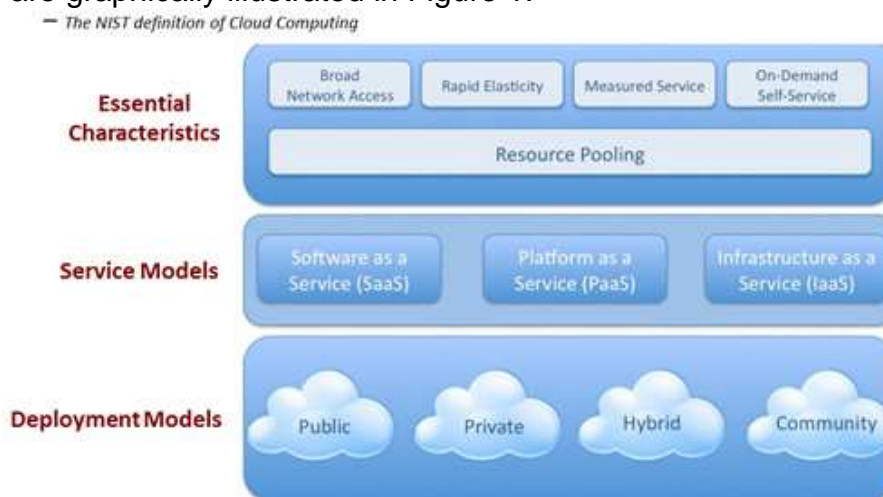 are graphically illustrated in Figure 1.
– The NIST definition of Cloud Computing
Essential
Characteristics
Broad
Network Access
Rapid Elasticity
Measured Service
On-Demand
Self-Service
Resource Pooling
Service Models
Software as a
Service (SaaS)
Platform as a
Service (PaaS)
Infrastructure as a
Service (IaaS)
Deployment Models
Public
Private
Hybrid
Community